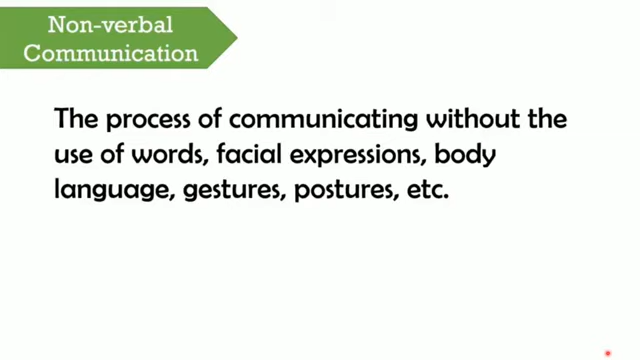 Non-verbal
Communication
The process of communicating without the
use of words, facial expressions, body
language, gestures, postures, etc.